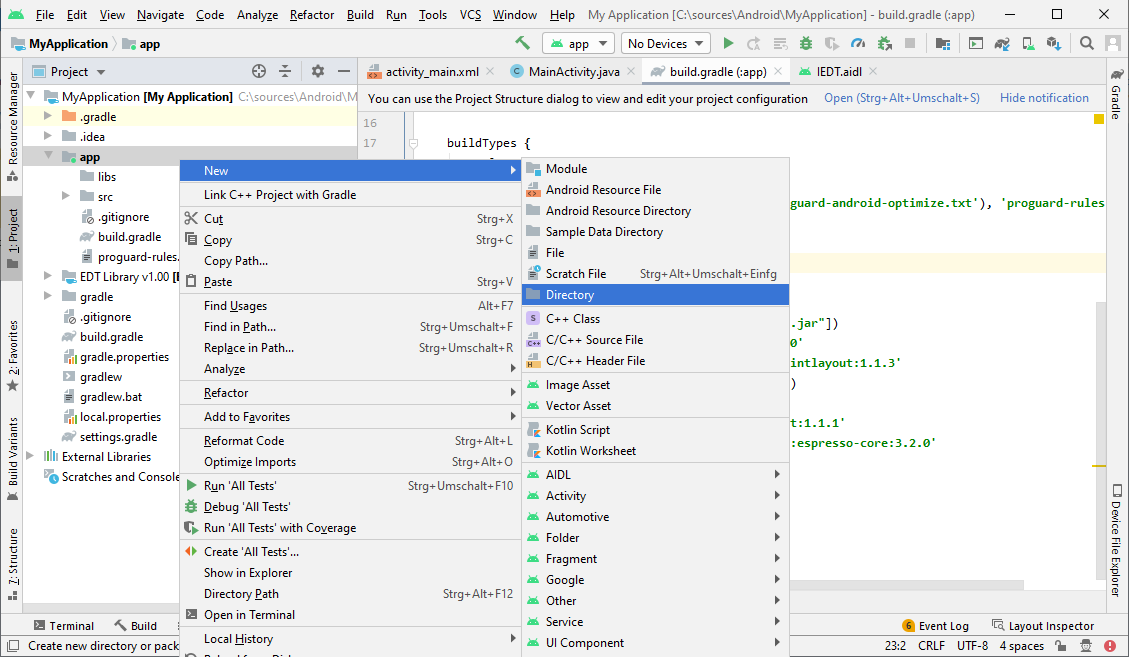 File Edit View Navigate Code Analyze Refactor Build Run Tools VCS Window Help My Application [C:\sources\Android\MyApplication] - build.gradle (:app)
MyApplication app
app No Devices
Resource Manager
1: Project
2: Favorites
Build Variants
7: Structure
Project
activity_main.xml MainActivity.java build.gradle (:app) IEDT.aidl
You can use the Project Structure dialog to view and edit your project configuration Open (Strg+Alt+Umschalt+S) Hide notification
MyApplication [My Application] C:\sources\Android\M
.gradle
.idea
app
libs
src
.gitignore
build.gradle
proguard-rules.
EDT Library v1.00 [
gradle
.gitignore
build.gradle
gradle.properties
gradlew
gradlew.bat
local.properties
settings.gradle
External Libraries
Scratches and Console
New
Link C++ Project with Gradle
Cut Strg+X
Copy Strg+C
Copy Path...
Paste Strg+V
Find Usages Alt+F7
Find in Path... Strg+Umschalt+F
Replace in Path... Strg+Umschalt+R
Analyze
Refactor
Add to Favorites
Reformat Code Strg+Alt+L
Optimize Imports Strg+Alt+O
Run 'All Tests' Strg+Umschalt+F10
Debug 'All Tests'
Run 'All Tests' with Coverage
Create 'All Tests'...
Show in Explorer
Directory Path Strg+Alt+F12
Open in Terminal
Local History
Module
Android Resource File
Android Resource Directory
Sample Data Directory
File
Scratch File Strg+Alt+Umschalt+Einfg
Directory
C++ Class
C/C++ Source File
C/C++ Header File
Image Asset
Vector Asset
Kotlin Script
Kotlin Worksheet
AIDL
Activity
Automotive
Folder
Fragment
Google
Other
Service
UI Component
16
17 buildTypes {
guard-android-optimize.txt'), 'proguard-rules
.jar"])
0'
intlayout:1.1.3'
)
t:1.1.1'
:espresso-core:3.2.0'
Gradle
Device File Explorer
Terminal Build
6 Event Log Layout Inspector
Create new directory or pack
23:2 CRLF UTF-8 4 spaces